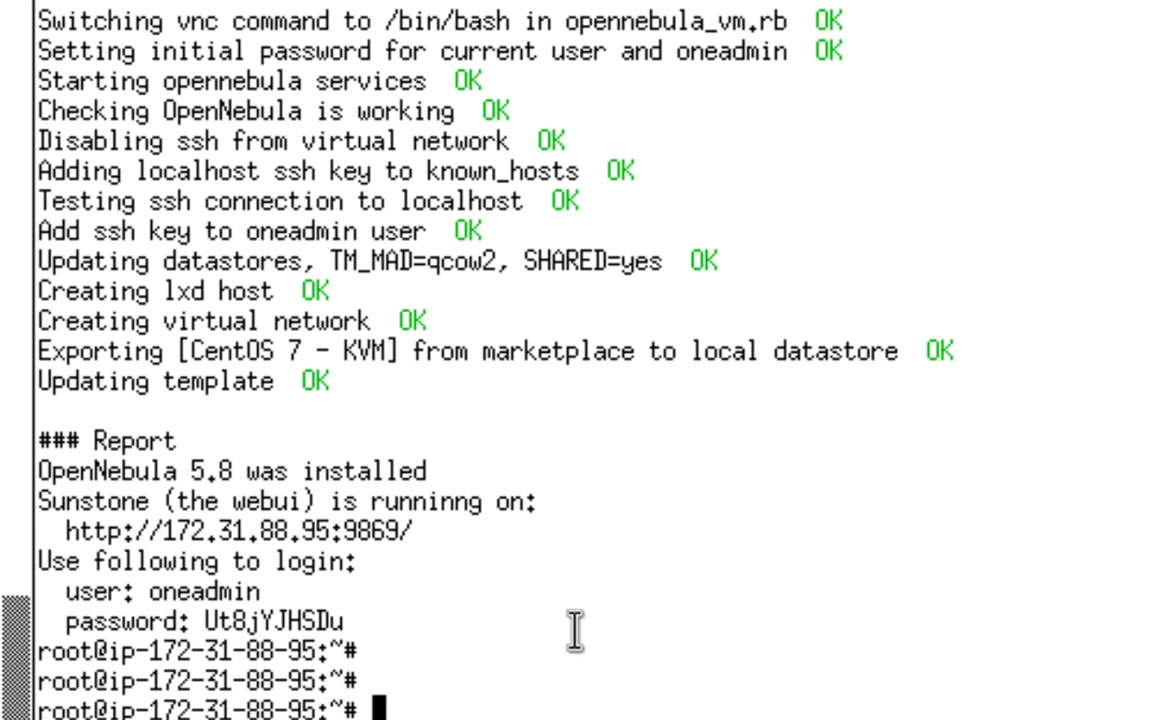 Switching vnc command to /bin/bash in opennebula_vm.rb  OK
Setting initial password for current user and oneadmin  OK
Starting opennebula services  OK
Checking OpenNebula is working  OK
Disabling ssh from virtual network  OK
Adding localhost ssh key to known_hosts  OK
Testing ssh connection to localhost  OK
Add ssh key to oneadmin user  OK
Updating datastores, TM_MAD=qcow2, SHARED=yes  OK
Creating lxd host  OK
Creating virtual network  OK
Exporting [CentOS 7 - KVM] from marketplace to local datastore  OK
Updating template  OK
### Report
OpenNebula 5.8 was installed
Sunstone (the webui) is runninng on:
  http://172.31.88.95:9869/
Use following to login:
  user: oneadmin
  password: Ut8jYJHSDu
root@ip-172-31-88-95:~#
root@ip-172-31-88-95:~#
root@ip-172-31-88-95:~#